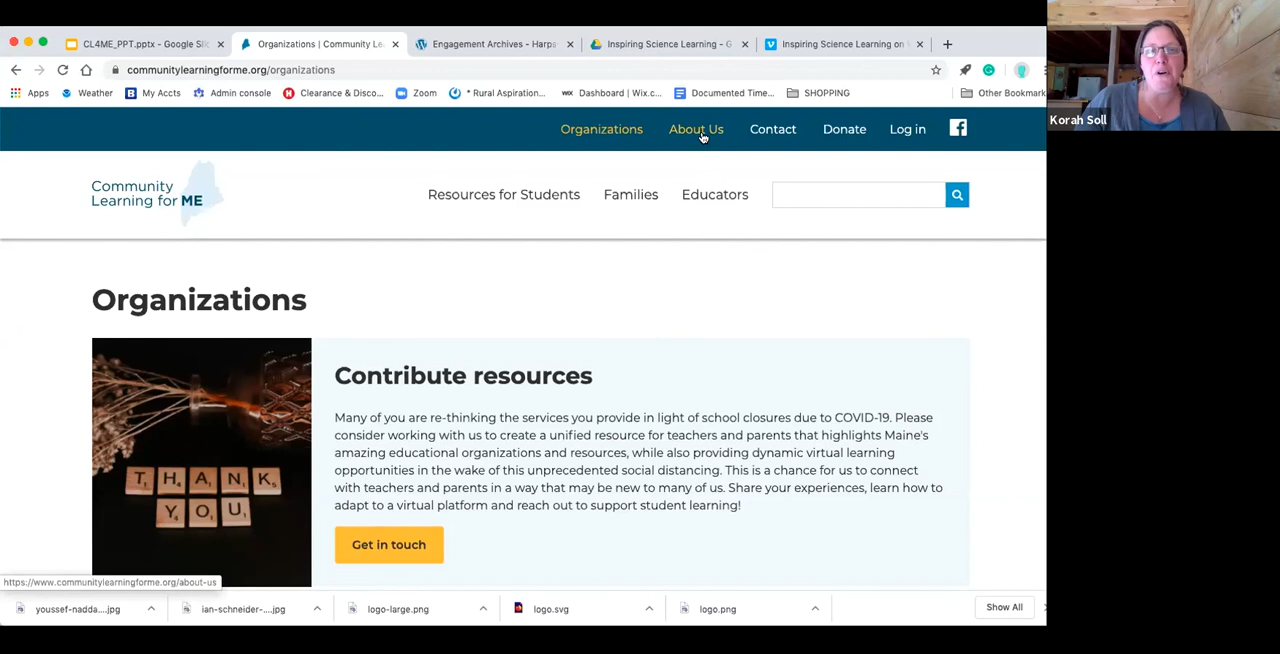 CL4ME_PPT.pptx - Google Slic
Organizations | Community Le
Engagement Archives - Harps
Inspiring Science Learning - G
Inspiring Science Learning on
communitylearningforme.org/organizations
Apps
Weather
My Accts
Admin console
Clearance & Disco...
Zoom
* Rural Aspiration...
Dashboard | Wix.c...
Documented Time...
SHOPPING
Other Bookmark
Korah Soll
Organizations
About Us
Contact
Donate
Log in
Community
Learning for ME
Resources for Students
Families
Educators
Organizations
THANK
YOU
Contribute resources
Many of you are re-thinking the services you provide in light of school closures due to COVID-19. Please
consider working with us to create a unified resource for teachers and parents that highlights Maine's
amazing educational organizations and resources, while also providing dynamic virtual learning
opportunities in the wake of this unprecedented social distancing. This is a chance for us to connect
with teachers and parents in a way that may be new to many of us. Share your experiences, learn how to
adapt to a virtual platform and reach out to support student learning!
Get in touch
https://www.communitylearningforme.org/about-us
youssef-nadda....jpg
ian-schneider-...jpg
logo-large.png
logo.svg
logo.png
Show All